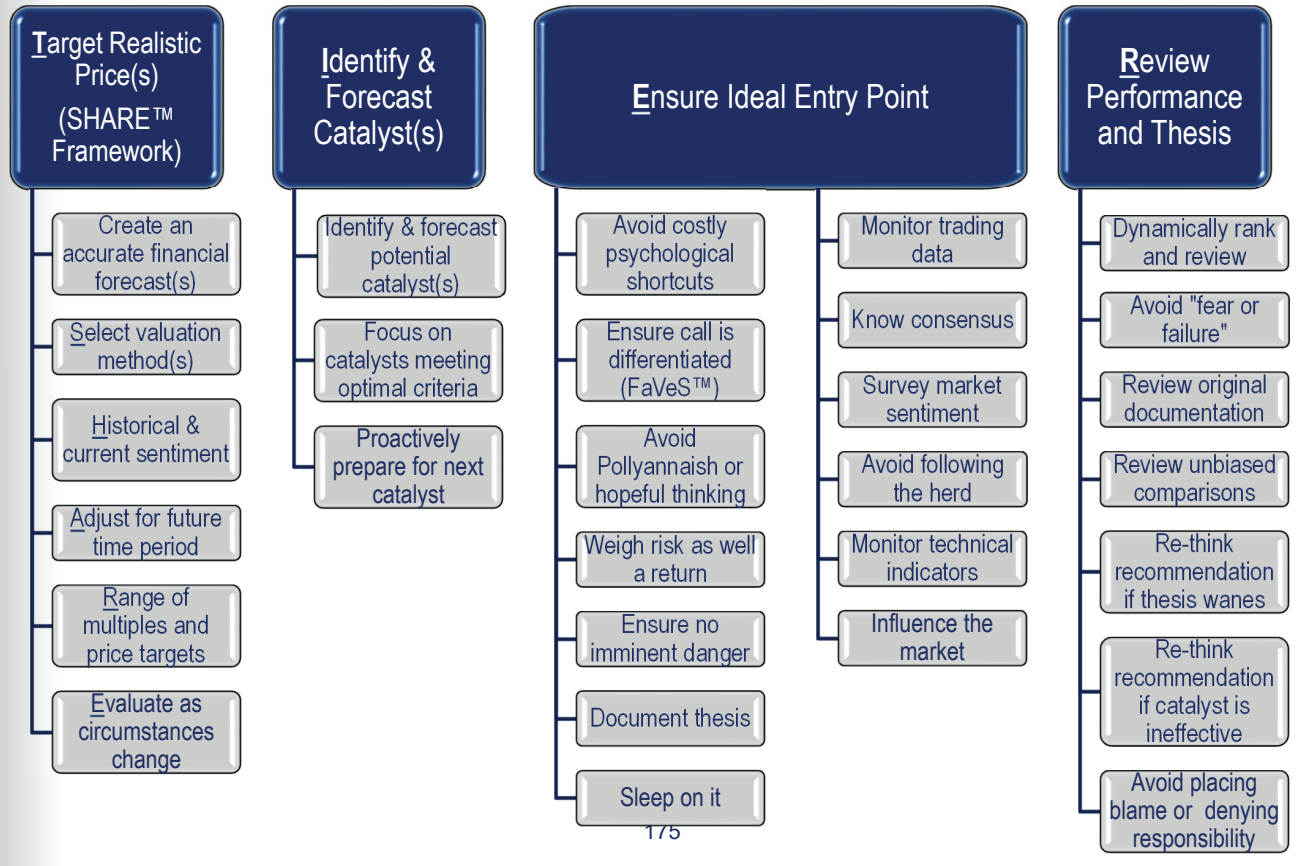 Target Realistic
Price(s)
(SHARE™
Framework)
Create an
accurate financial
forecast(s)
Select valuation
method(s)
Historical &
current sentiment
Adjust for future
time period
Range of
multiples and
price targets
Evaluate as
circumstances
change
Identify &
Forecast
Catalyst(s)
Identify & forecast
potential
catalyst(s)
Focus on
catalysts meeting
optimal criteria
Proactively
prepare for next
catalyst
Ensure Ideal Entry Point
Avoid costly
psychological
shortcuts
Ensure call is
differentiated
(FaVeS™)
Avoid
Pollyannaish or
hopeful thinking
Weigh risk as well
a return
Ensure no
imminent danger
Document thesis
Sleep on it
Monitor trading
data
Know consensus
Survey market
sentiment
Avoid following
the herd
Monitor technical
indicators
Influence the
market
Review
Performance
and Thesis
Dynamically rank
and review
Avoid "fear or
failure"
Review original
documentation
Review unbiased
comparisons
Re-think
recommendation
if thesis wanes
Re-think
recommendation
if catalyst is
ineffective
Avoid placing
blame or  denying
responsibility
175